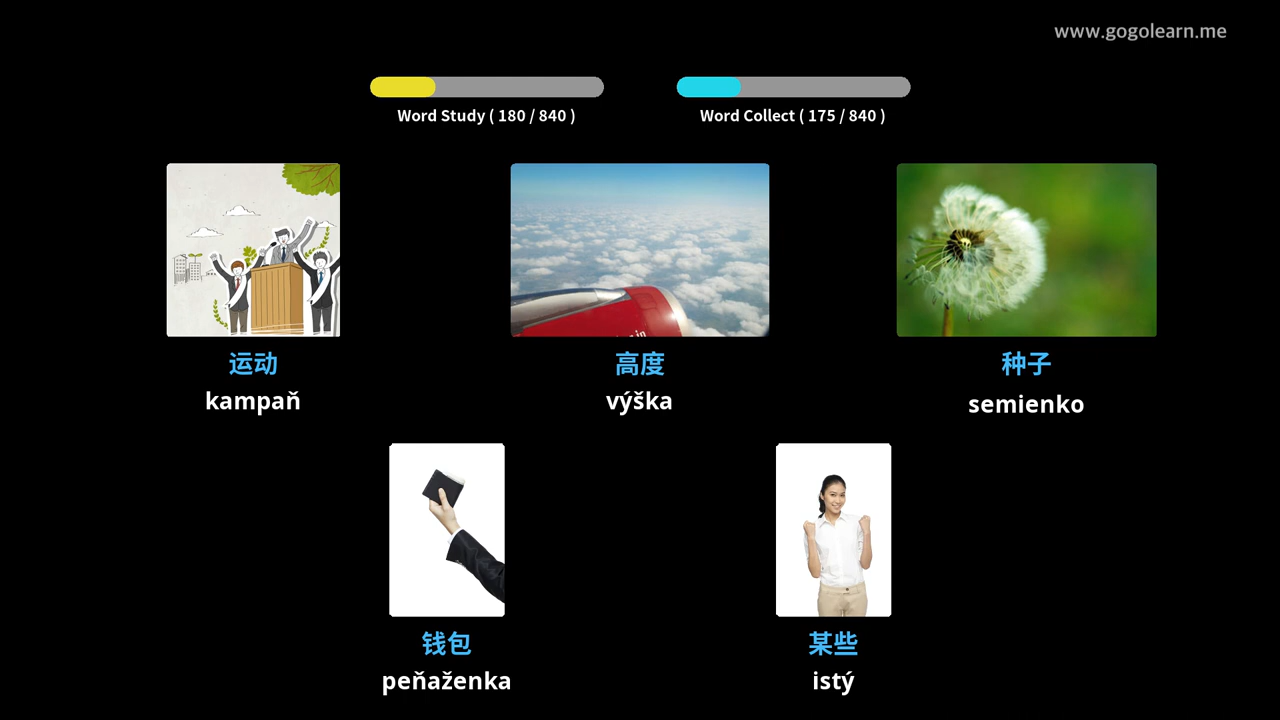 www.gogolearn.me
Word Study ( 180 / 840 )
Word Collect ( 175 / 840 )
运动
高度
种子
kampaň
výška
semienko
钱包
某些
peňaženka
istý